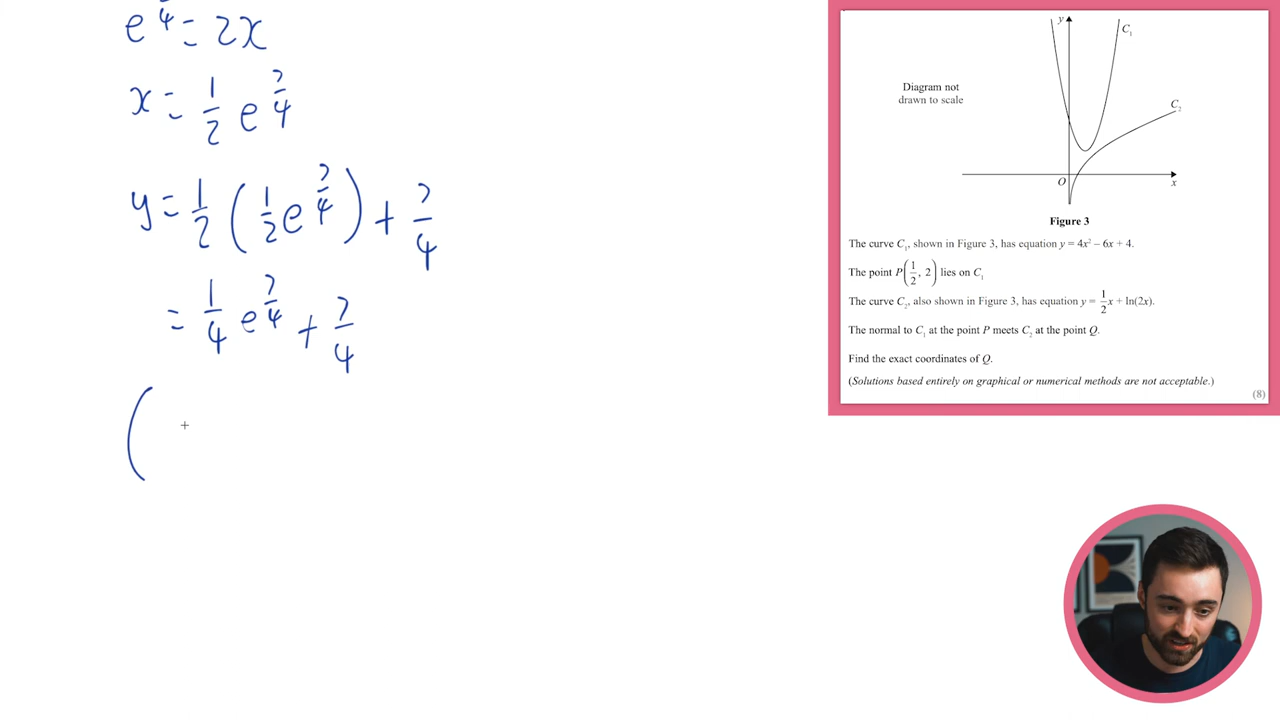 e^(7/4) = 2x
x = 1/2 e^(7/4)
y = 1/2 (1/2 e^(7/4)) + 7/4
= 1/4 e^(7/4) + 7/4
(
y
C₁
Diagram not
drawn to scale
C₂
O
x
Figure 3
The curve C₁, shown in Figure 3, has equation y = 4x² – 6x + 4.
The point P(1/2, 2) lies on C₁
The curve C₂, also shown in Figure 3, has equation y = 1/2 x + ln(2x).
The normal to C₁ at the point P meets C₂ at the point Q.
Find the exact coordinates of Q.
(Solutions based entirely on graphical or numerical methods are not acceptable.)
(8)